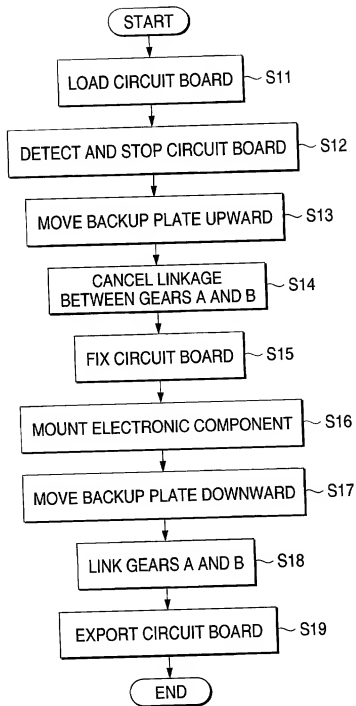 START
LOAD CIRCUIT BOARD
S11
DETECT AND STOP CIRCUIT BOARD
S12
MOVE BACKUP PLATE UPWARD
S13
CANCEL LINKAGE
BETWEEN GEARS A AND B
S14
FIX CIRCUIT BOARD
S15
MOUNT ELECTRONIC COMPONENT
S16
MOVE BACKUP PLATE DOWNWARD
S17
LINK GEARS A AND B
S18
EXPORT CIRCUIT BOARD
S19
END